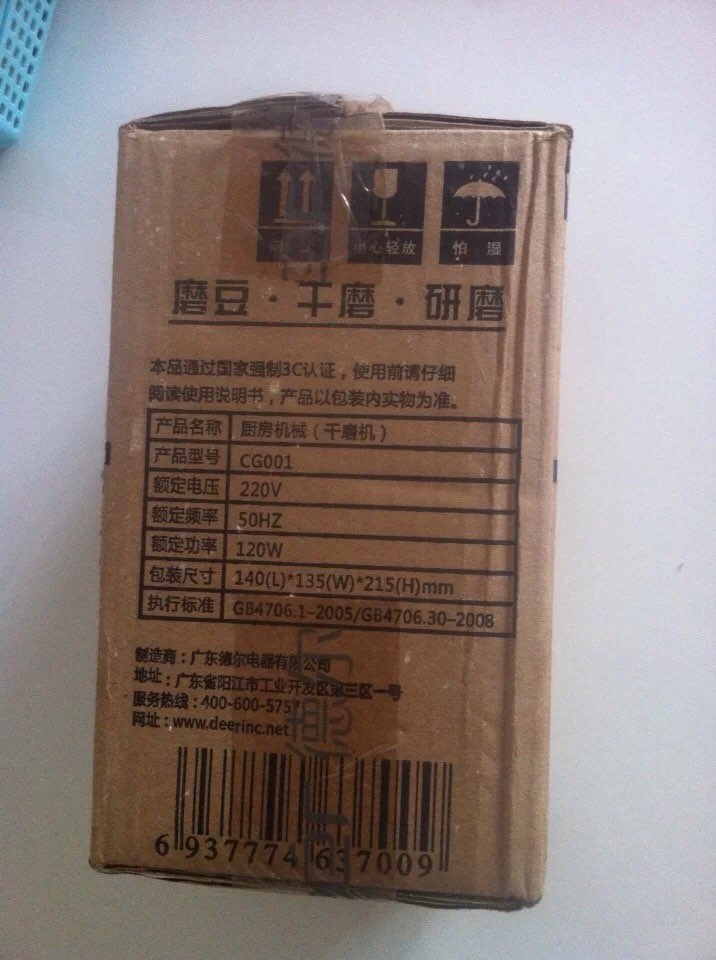 小心轻放
怕 湿
磨豆·干磨·研磨
本品通过国家强制3C认证，使用前请仔细
阅读使用说明书，产品以包装内实物为准。
产品名称 厨房机械（干磨机）
产品型号 CG001
额定电压 220V
额定频率 50HZ
额定功率 120W
包装尺寸 140(L)*135(W)*215(H)mm
执行标准 GB4706.1-2005/GB4706.30-2008
制造商：广东德尔电器有限公司
地址：广东省阳江市工业开发区第三区一号
服务热线：400-600-575
网址：www.deerinc.net
德尔
6 937774 637009